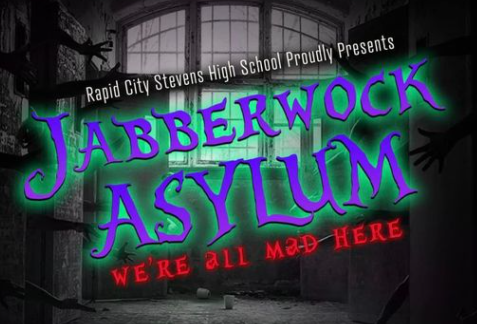 Rapid City Stevens High School Proudly Presents
JABBERWOCK
ASYLUM
WE'RE all MaD HERE